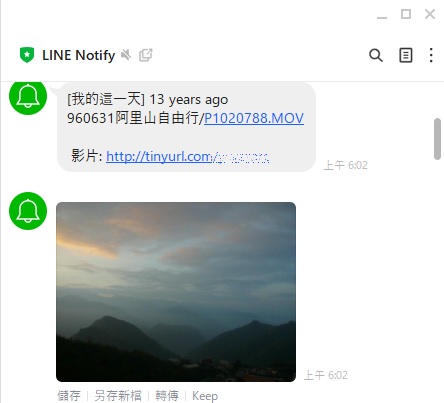 LINE Notify
[我的這一天] 13 years ago
960631阿里山自由行/P1020788.MOV
影片: http://tinyurl.com/
上午 6:02
上午 6:02
儲存 | 另存新檔 | 轉傳 | Keep